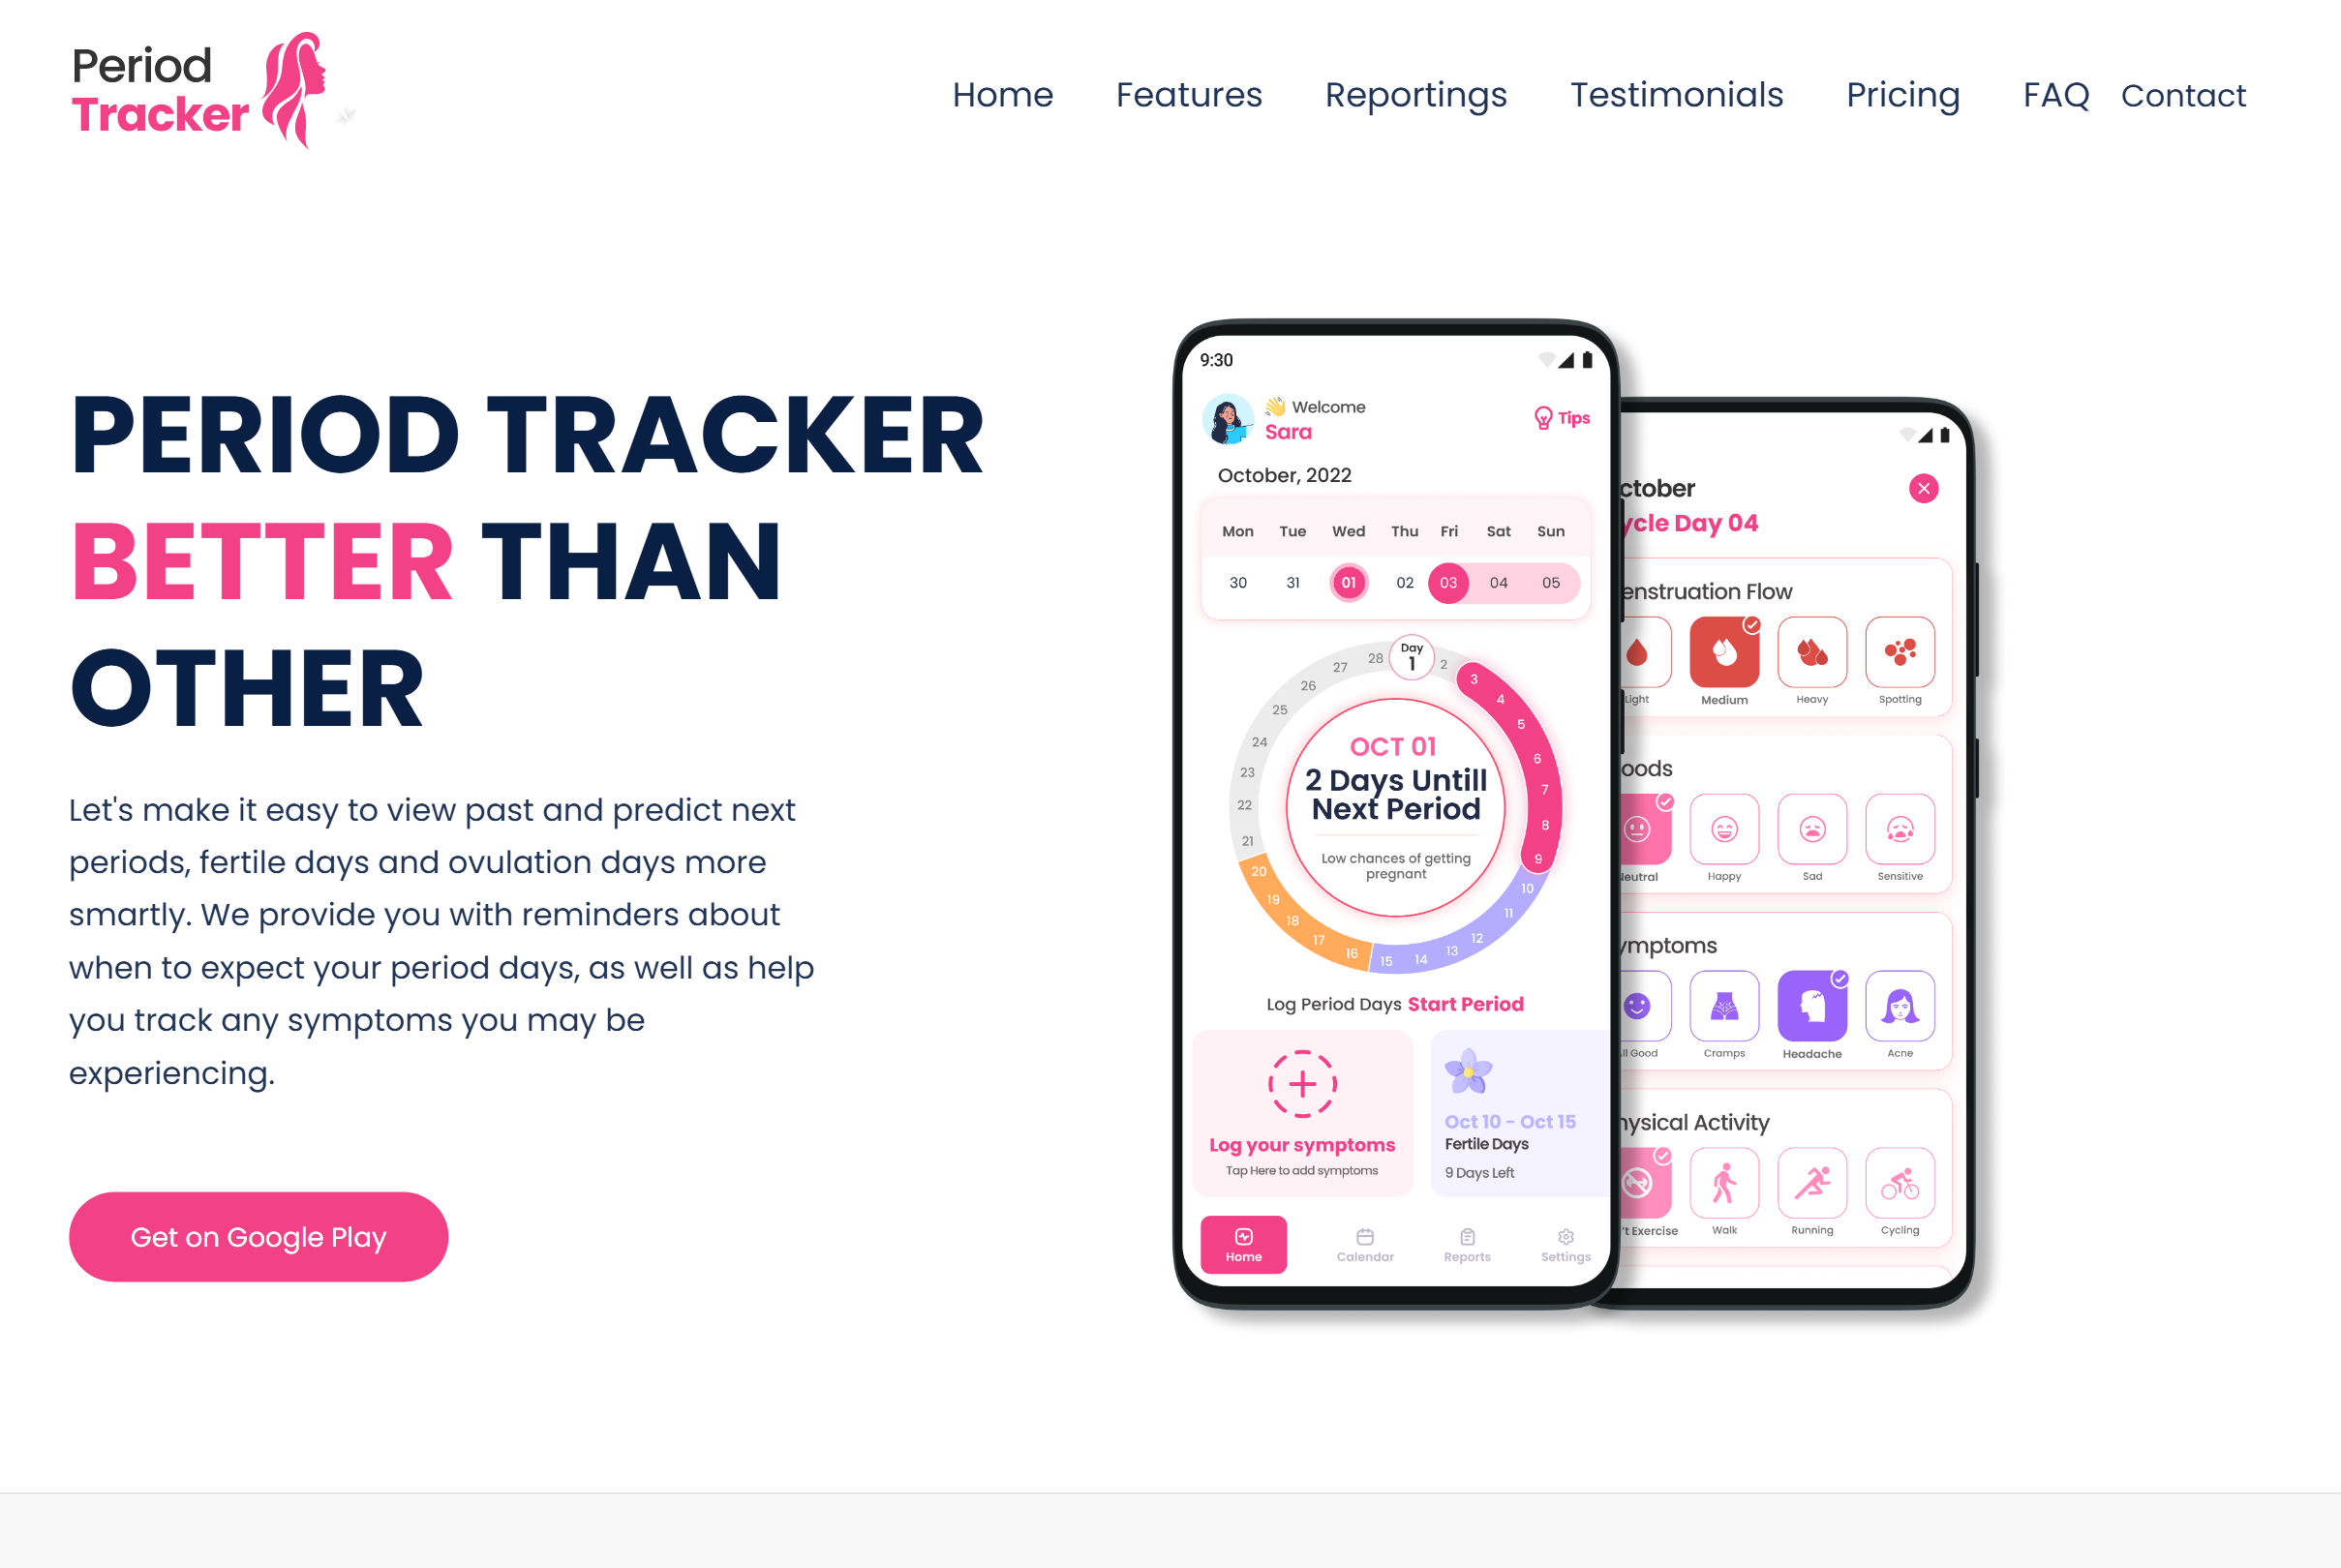 Period
Tracker
Home Features Reportings Testimonials Pricing FAQ Contact
PERIOD TRACKER
BETTER THAN
OTHER
Let's make it easy to view past and predict next
periods, fertile days and ovulation days more
smartly. We provide you with reminders about
when to expect your period days, as well as help
you track any symptoms you may be
experiencing.
Get on Google Play
9:30
Welcome
Sara
Tips
October, 2022
Mon Tue Wed Thu Fri Sat Sun
30 31 01 02 03 04 05
Day
1
2
3
4
5
6
7
8
9
10
11
12
13
14
15
16
17
18
19
20
21
22
23
24
25
26
27
28
OCT 01
2 Days Untill
Next Period
Low chances of getting
pregnant
Log Period Days Start Period
Log your symptoms
Tap Here to add symptoms
Oct 10 - Oct 15
Fertile Days
9 Days Left
Home Calendar Reports Settings
ctober
ycle Day 04
enstruation Flow
Light Medium Heavy Spotting
oods
Neutral Happy Sad Sensitive
ymptoms
ll Good Cramps Headache Acne
hysical Activity
't Exercise Walk Running Cycling